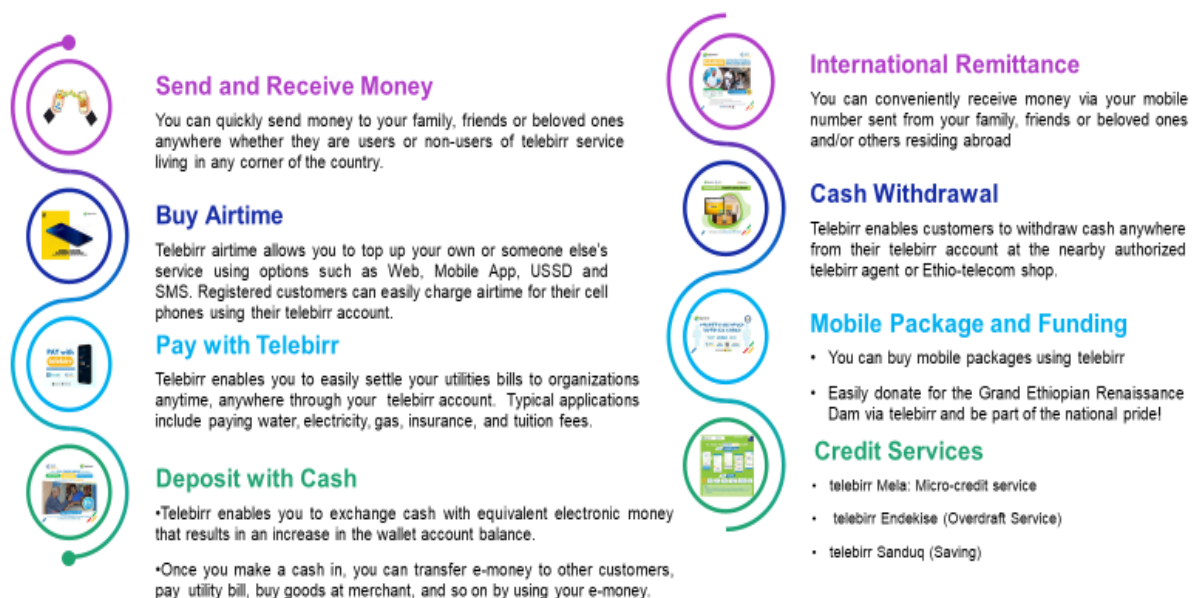 Send and Receive Money
You can quickly send money to your family, friends or beloved ones
anywhere whether they are users or non-users of telebirr service
living in any corner of the country.
Buy Airtime
Telebirr airtime allows you to top up your own or someone else's
service using options such as Web, Mobile App, USSD and
SMS. Registered customers can easily charge airtime for their cell
phones using their telebirr account.
Pay with Telebirr
Telebirr enables you to easily settle your utilities bills to organizations
anytime, anywhere through your telebirr account. Typical applications
include paying water, electricity, gas, insurance, and tuition fees.
PAY with
Deposit with Cash
•Telebirr enables you to exchange cash with equivalent electronic money
that results in an increase in the wallet account balance.
•Once you make a cash in, you can transfer e-money to other customers,
pay utility bill, buy goods at merchant, and so on by using your e-money.
International Remittance
You can conveniently receive money via your mobile
number sent from your family, friends or beloved ones
and/or others residing abroad
Cash Withdrawal
Telebirr enables customers to withdraw cash anywhere
from their telebirr account at the nearby authorized
telebirr agent or Ethio-telecom shop.
Mobile Package and Funding
• You can buy mobile packages using telebirr
• Easily donate for the Grand Ethiopian Renaissance
Dam via telebirr and be part of the national pride!
Credit Services
• telebirr Mela: Micro-credit service
• telebirr Endekise (Overdraft Service)
• telebirr Sanduq (Saving)